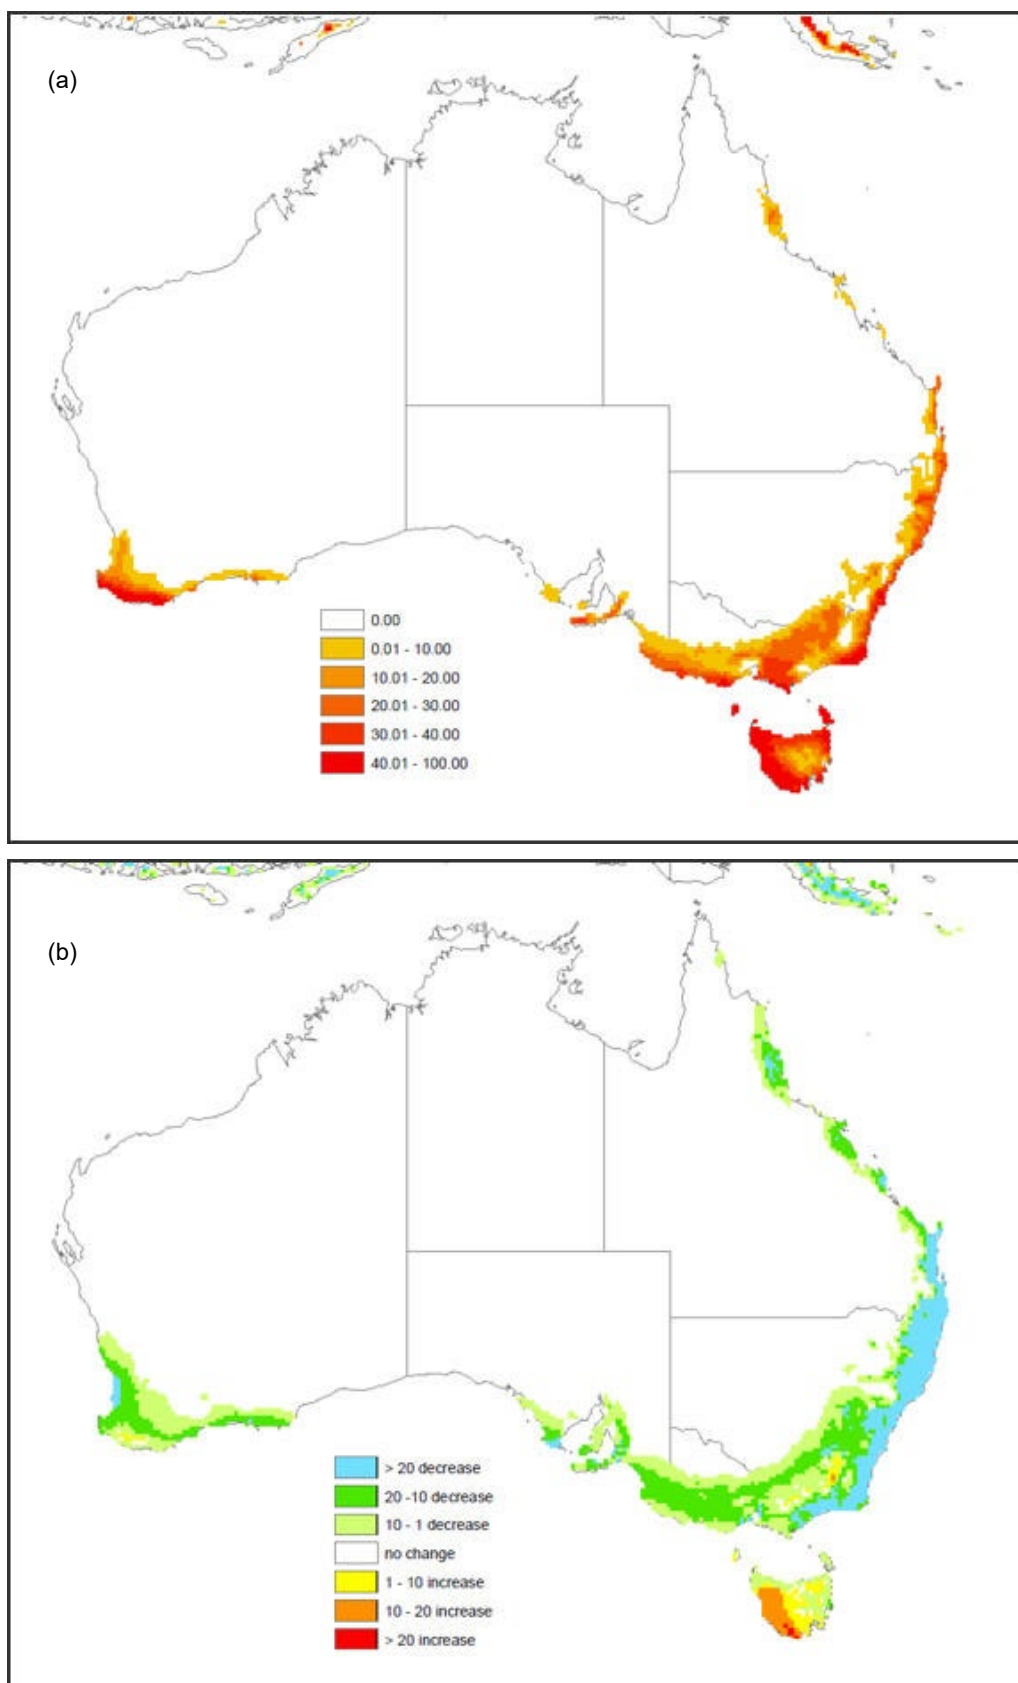 (a)
0.00
0.01 - 10.00
10.01 - 20.00
20.01 - 30.00
30.01 - 40.00
40.01 - 100.00
(b)
> 20 decrease
20 -10 decrease
10 - 1 decrease
no change
1 - 10 increase
10 - 20 increase
> 20 increase